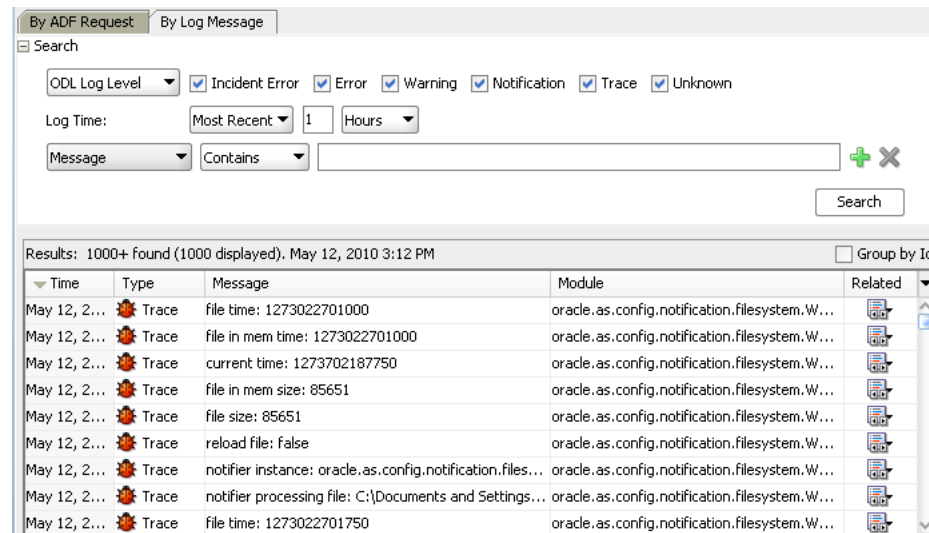 By ADF Request By Log Message
Search
ODL Log Level Incident Error Error Warning Notification Trace Unknown
Log Time: Most Recent 1 Hours
Message Contains
Search
Results: 1000+ found (1000 displayed). May 12, 2010 3:12 PM Group by Id
Time Type Message Module Related
May 12, 2... Trace file time: 1273022701000 oracle.as.config.notification.filesystem.W...
May 12, 2... Trace file in mem time: 1273022701000 oracle.as.config.notification.filesystem.W...
May 12, 2... Trace current time: 1273702187750 oracle.as.config.notification.filesystem.W...
May 12, 2... Trace file in mem size: 85651 oracle.as.config.notification.filesystem.W...
May 12, 2... Trace file size: 85651 oracle.as.config.notification.filesystem.W...
May 12, 2... Trace reload file: false oracle.as.config.notification.filesystem.W...
May 12, 2... Trace notifier instance: oracle.as.config.notification.files... oracle.as.config.notification.filesystem.W...
May 12, 2... Trace notifier processing file: C:\Documents and Settings... oracle.as.config.notification.filesystem.W...
May 12, 2... Trace file time: 1273022701750 oracle.as.config.notification.filesystem.W...